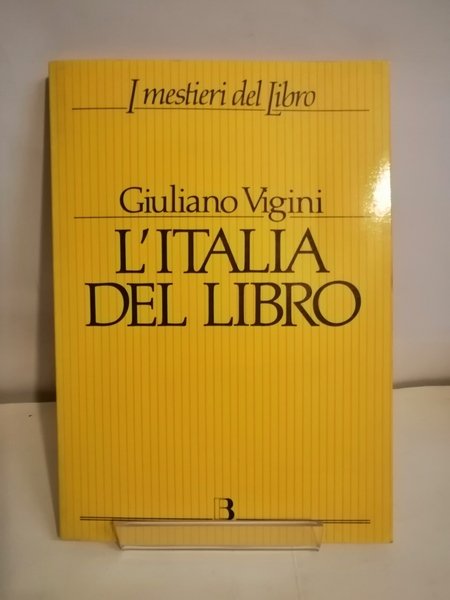 I mestieri del Libro
Giuliano Vigini
L'ITALIA
DEL LIBRO
B